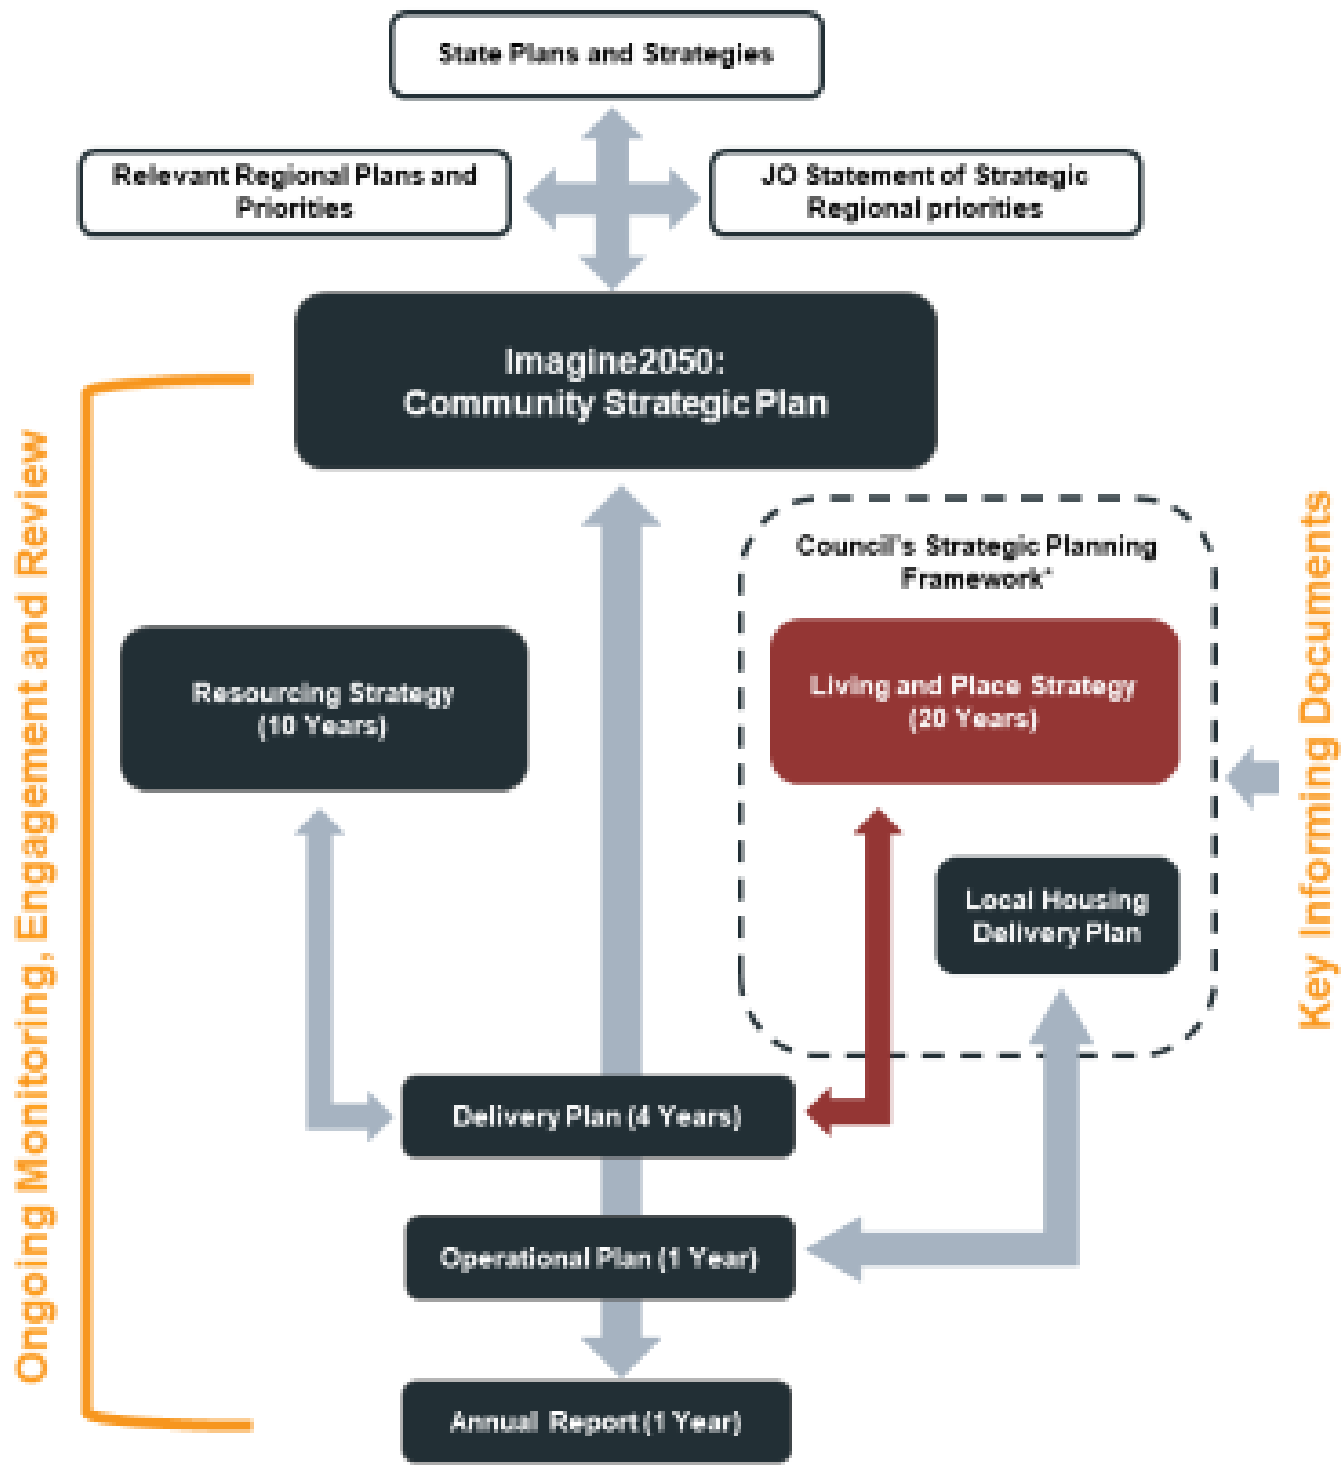 State Plans and Strategies
Relevant Regional Plans and
Priorities
JO Statement of Strategic
Regional priorities
Imagine2050:
Community Strategic Plan
Ongoing Monitoring, Engagement and Review
Council's Strategic Planning
Framework*
Living and Place Strategy
(20 Years)
Resourcing Strategy
(10 Years)
Key Informing Documents
Local Housing
Delivery Plan
Delivery Plan (4 Years)
Operational Plan (1 Year)
Annual Report (1 Year)